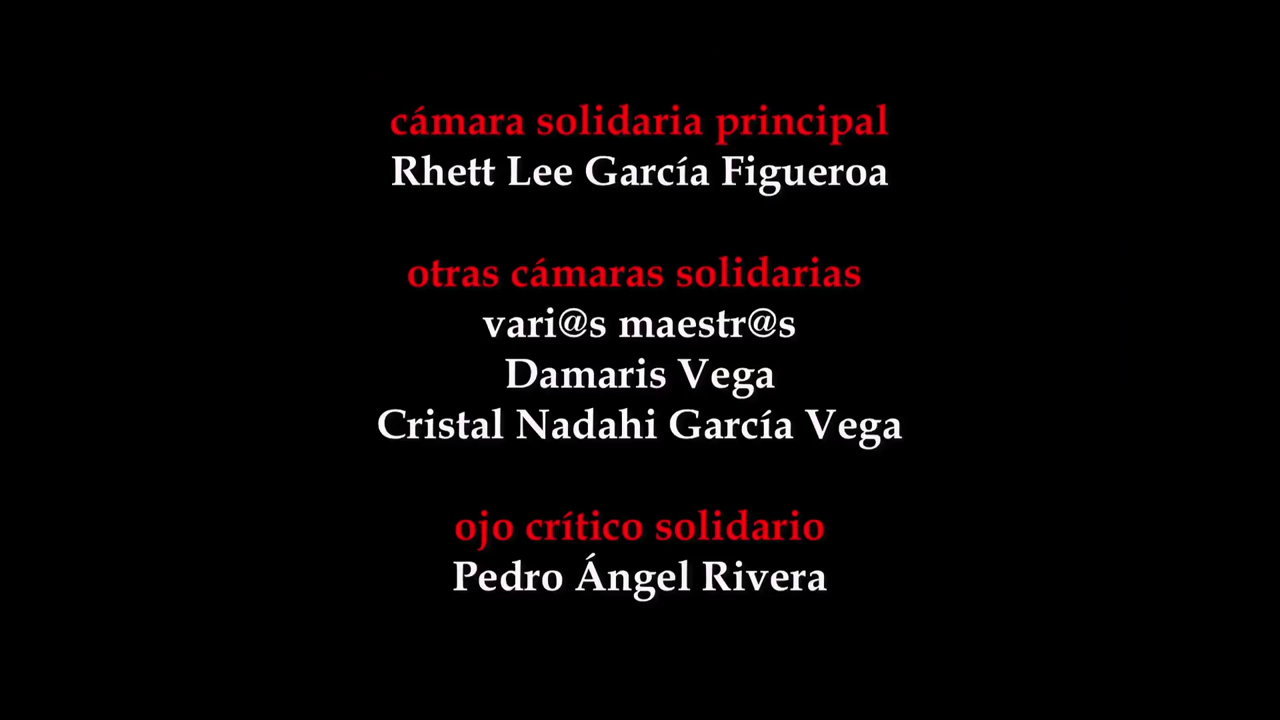 cámara solidaria principal
Rhett Lee García Figueroa
otras cámaras solidarias
vari@s maestr@s
Damaris Vega
Cristal Nadahi García Vega
ojo crítico solidario
Pedro Ángel Rivera